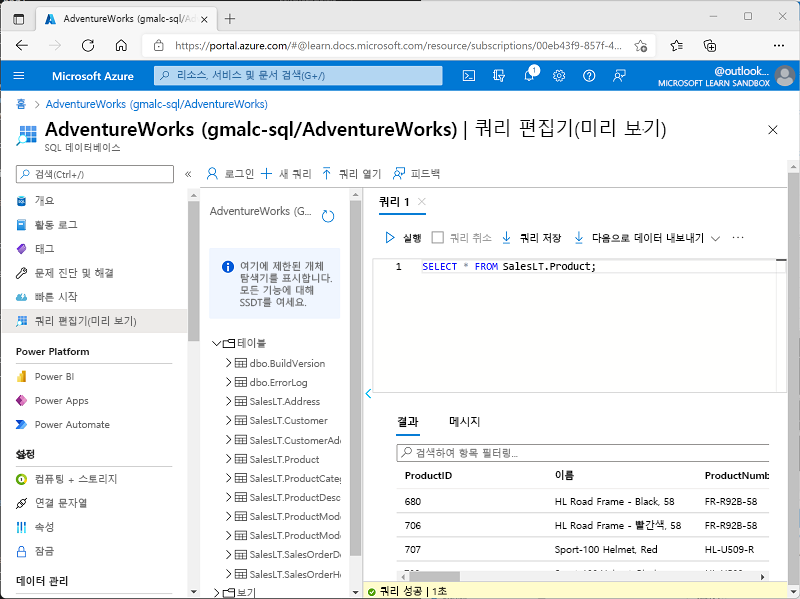 AdventureWorks (gmalc-sql/Ad
https://portal.azure.com/#@learn.docs.microsoft.com/resource/subscriptions/00eb43f9-857f-4...
Microsoft Azure
리소스, 서비스 및 문서 검색(G+/)
1
@outlook...
MICROSOFT LEARN SANDBOX
홈 > AdventureWorks (gmalc-sql/AdventureWorks)
AdventureWorks (gmalc-sql/AdventureWorks) | 쿼리 편집기(미리 보기)
SQL 데이터베이스
검색(Ctrl+/)
개요
활동 로그
태그
문제 진단 및 해결
빠른 시작
쿼리 편집기(미리 보기)
Power Platform
Power BI
Power Apps
Power Automate
설정
컴퓨팅 + 스토리지
연결 문자열
속성
잠금
데이터 관리
로그인
새 쿼리
쿼리 열기
피드백
AdventureWorks (G...
여기에 제한된 개체
탐색기를 표시합니다.
모든 기능에 대해
SSDT를 여세요.
테이블
dbo.BuildVersion
dbo.ErrorLog
SalesLT.Address
SalesLT.Customer
SalesLT.CustomerAd
SalesLT.Product
SalesLT.ProductCateg
SalesLT.ProductDesc
SalesLT.ProductMod
SalesLT.ProductMod
SalesLT.SalesOrderD
SalesLT.SalesOrderH
보기
쿼리 1
실행
쿼리 취소
쿼리 저장
다음으로 데이터 내보내기
1 SELECT * FROM SalesLT.Product;
결과
메시지
검색하여 항목 필터링...
ProductID 이름 ProductNumb
680 HL Road Frame - Black, 58 FR-R92B-58
706 HL Road Frame - 빨간색, 58 FR-R92B-58
707 Sport-100 Helmet, Red HL-U509-R
쿼리 성공 | 1초